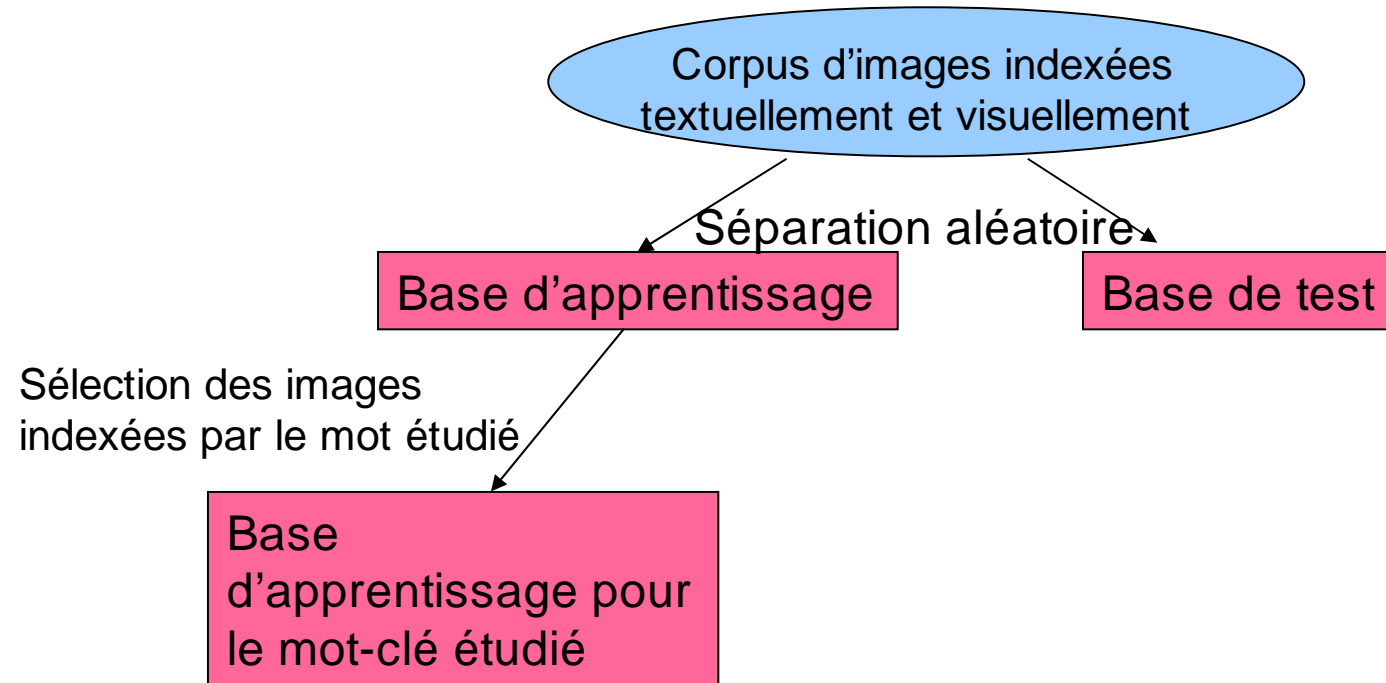 Corpus d’images indexées
textuellement et visuellement
Séparation aléatoire
Base d’apprentissage
Base de test
Sélection des images
indexées par le mot étudié
Base
d’apprentissage pour
le mot-clé étudié